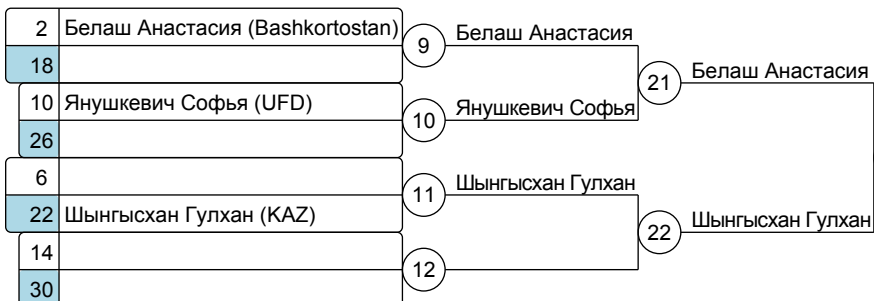 2 Белаш Анастасия (Bashkortostan)
9 Белаш Анастасия
18
21 Белаш Анастасия
10 Янушкевич Софья (UFD)
10 Янушкевич Софья
26
6
11 Шынгысхан Гулхан
22 Шынгысхан Гулхан (KAZ)
22 Шынгысхан Гулхан
14
12
30